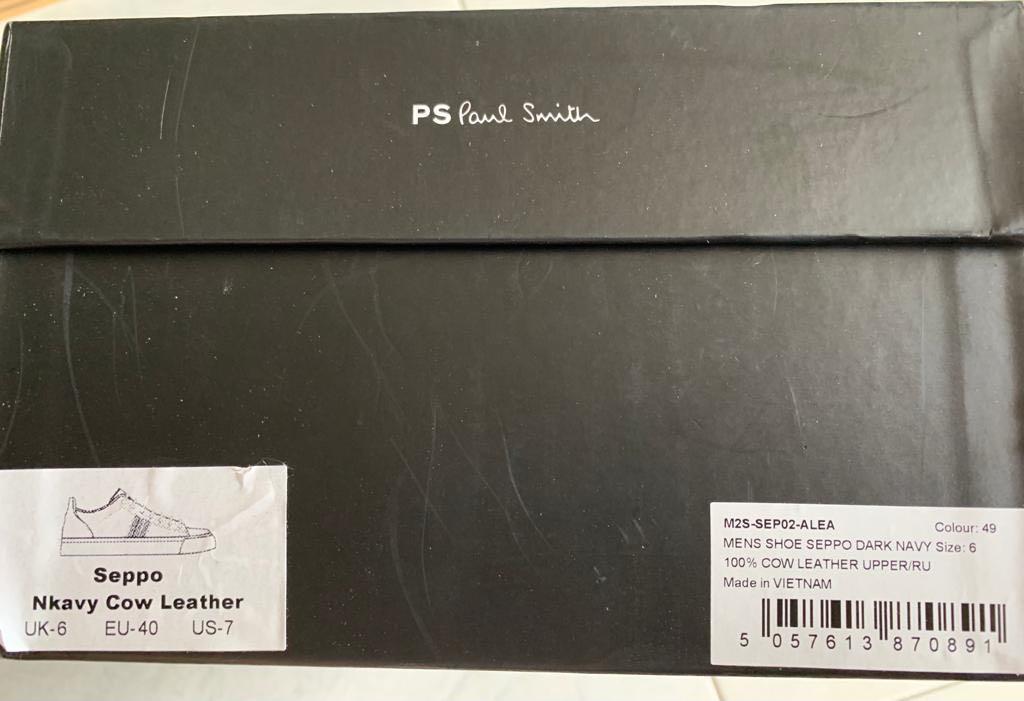 PS Paul Smith
Seppo
Nkavy Cow Leather
UK-6 EU-40 US-7
M2S-SEP02-ALEA Colour: 49
MENS SHOE SEPPO DARK NAVY Size: 6
100% COW LEATHER UPPER/RU
Made in VIETNAM
5 057613 870891